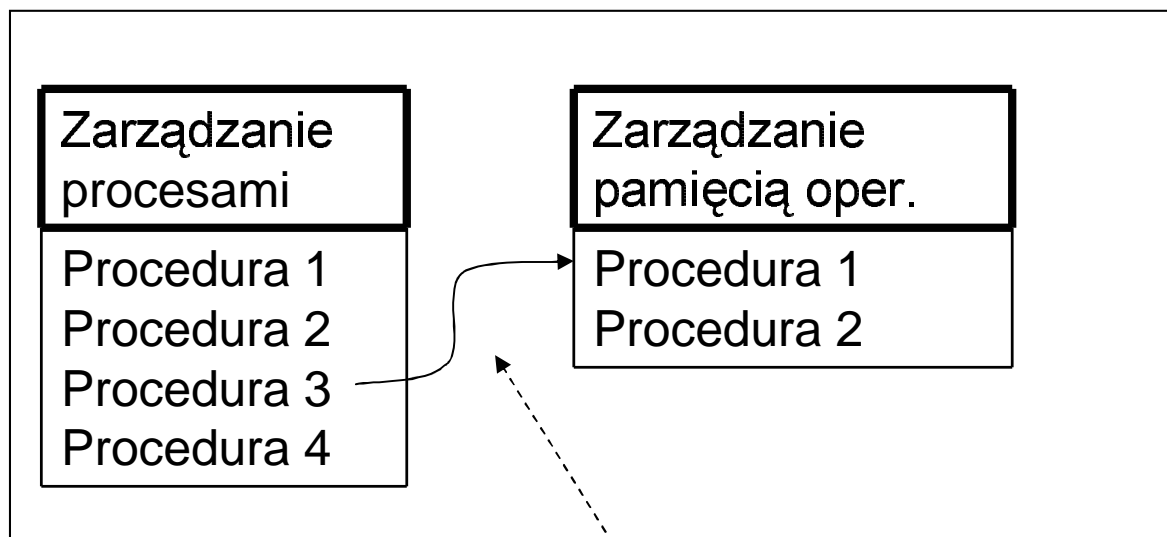 Zarządzanie
procesami
Procedura 1
Procedura 2
Procedura 3
Procedura 4
Zarządzanie
pamięcią oper.
Procedura 1
Procedura 2